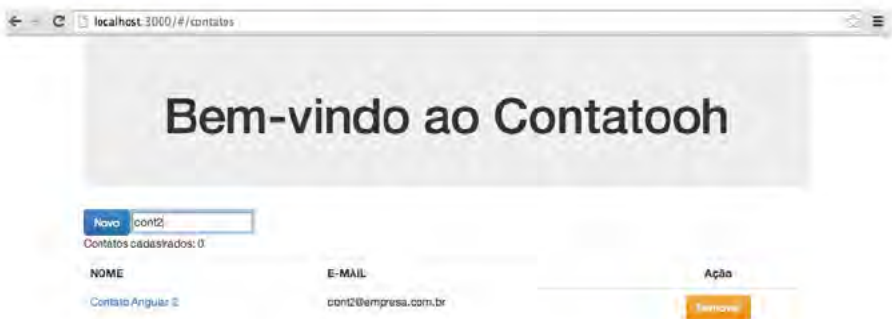 localhost:3000/#/contatos
Bem-vindo ao Contatooh
Novo cont2
Contatos cadastrados: 0
NOME E-MAIL Ação
Contato Angular 2 cont2@empresa.com.br Remover